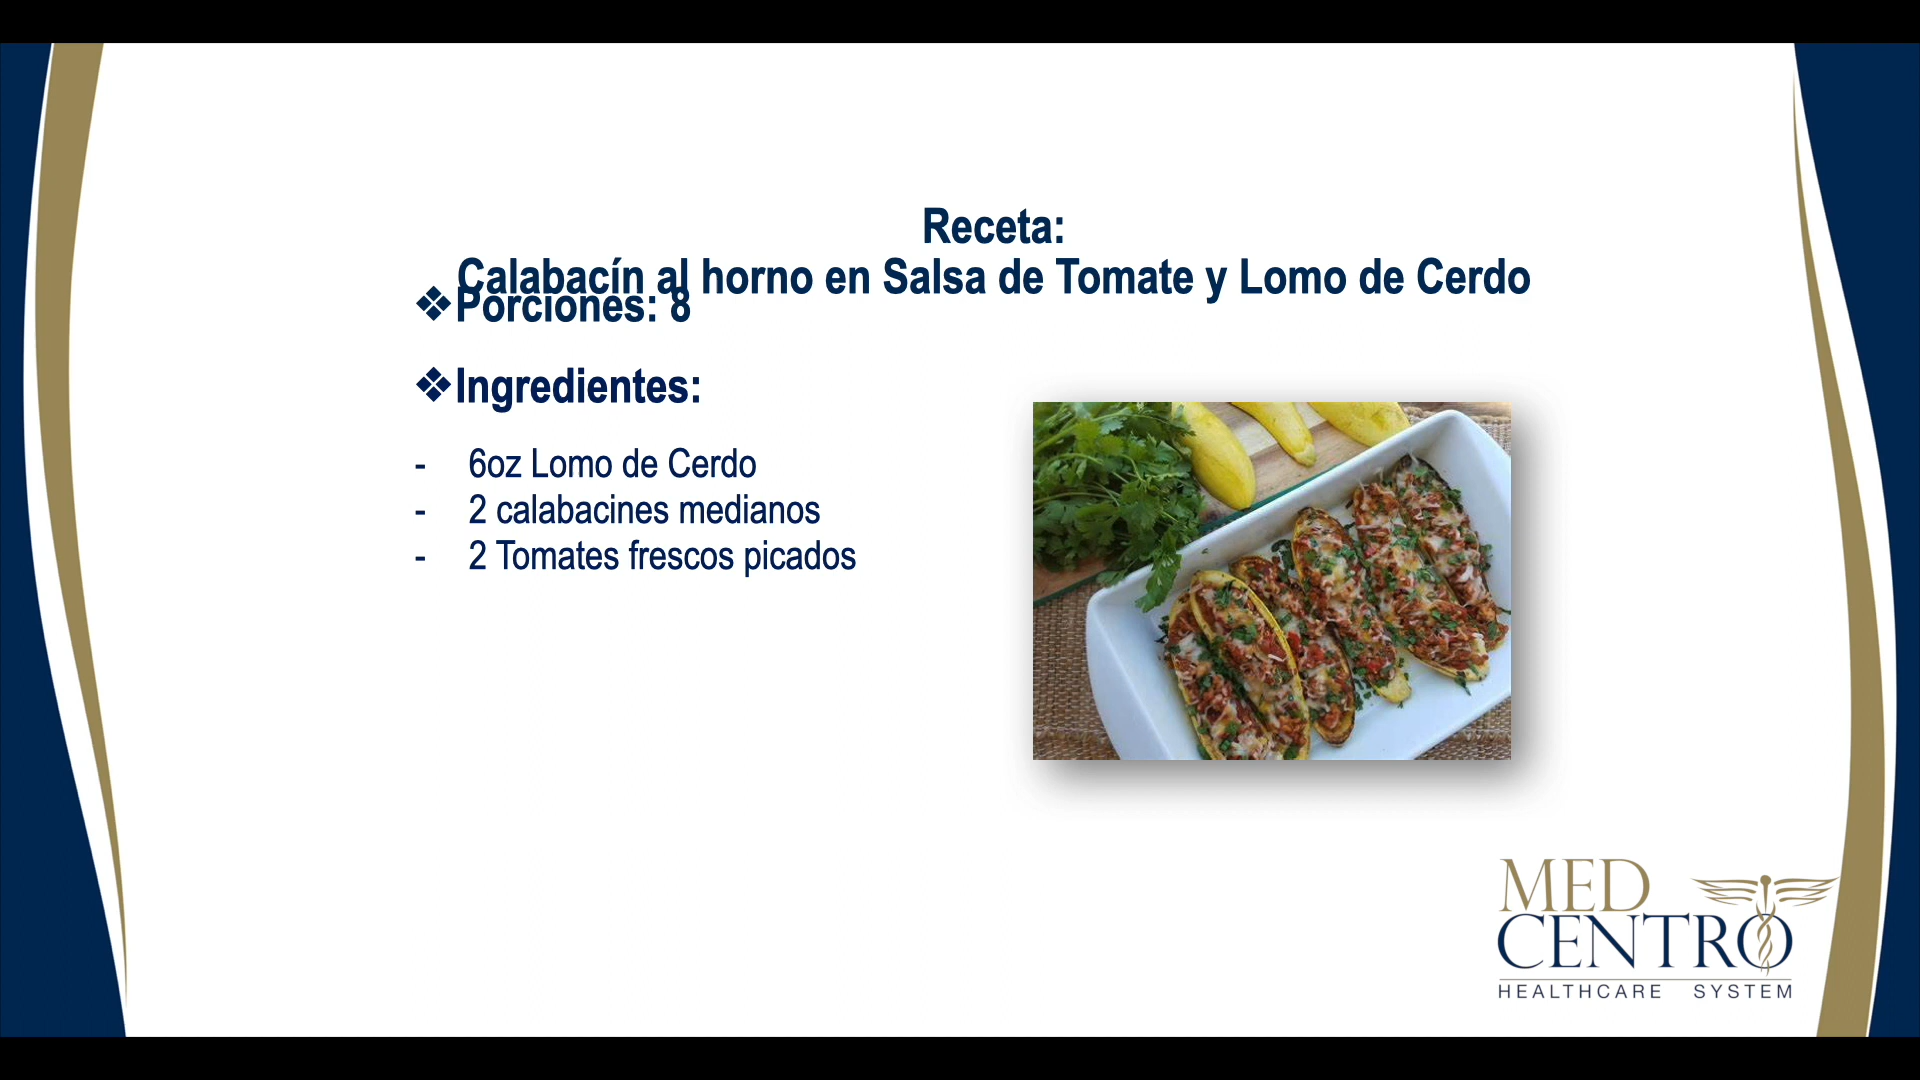 Receta:
Calabacín al horno en Salsa de Tomate y Lomo de Cerdo
❖Porciones: 8
❖Ingredientes:
- 6oz Lomo de Cerdo
- 2 calabacines medianos
- 2 Tomates frescos picados
MED
CENTRO
HEALTHCARE SYSTEM